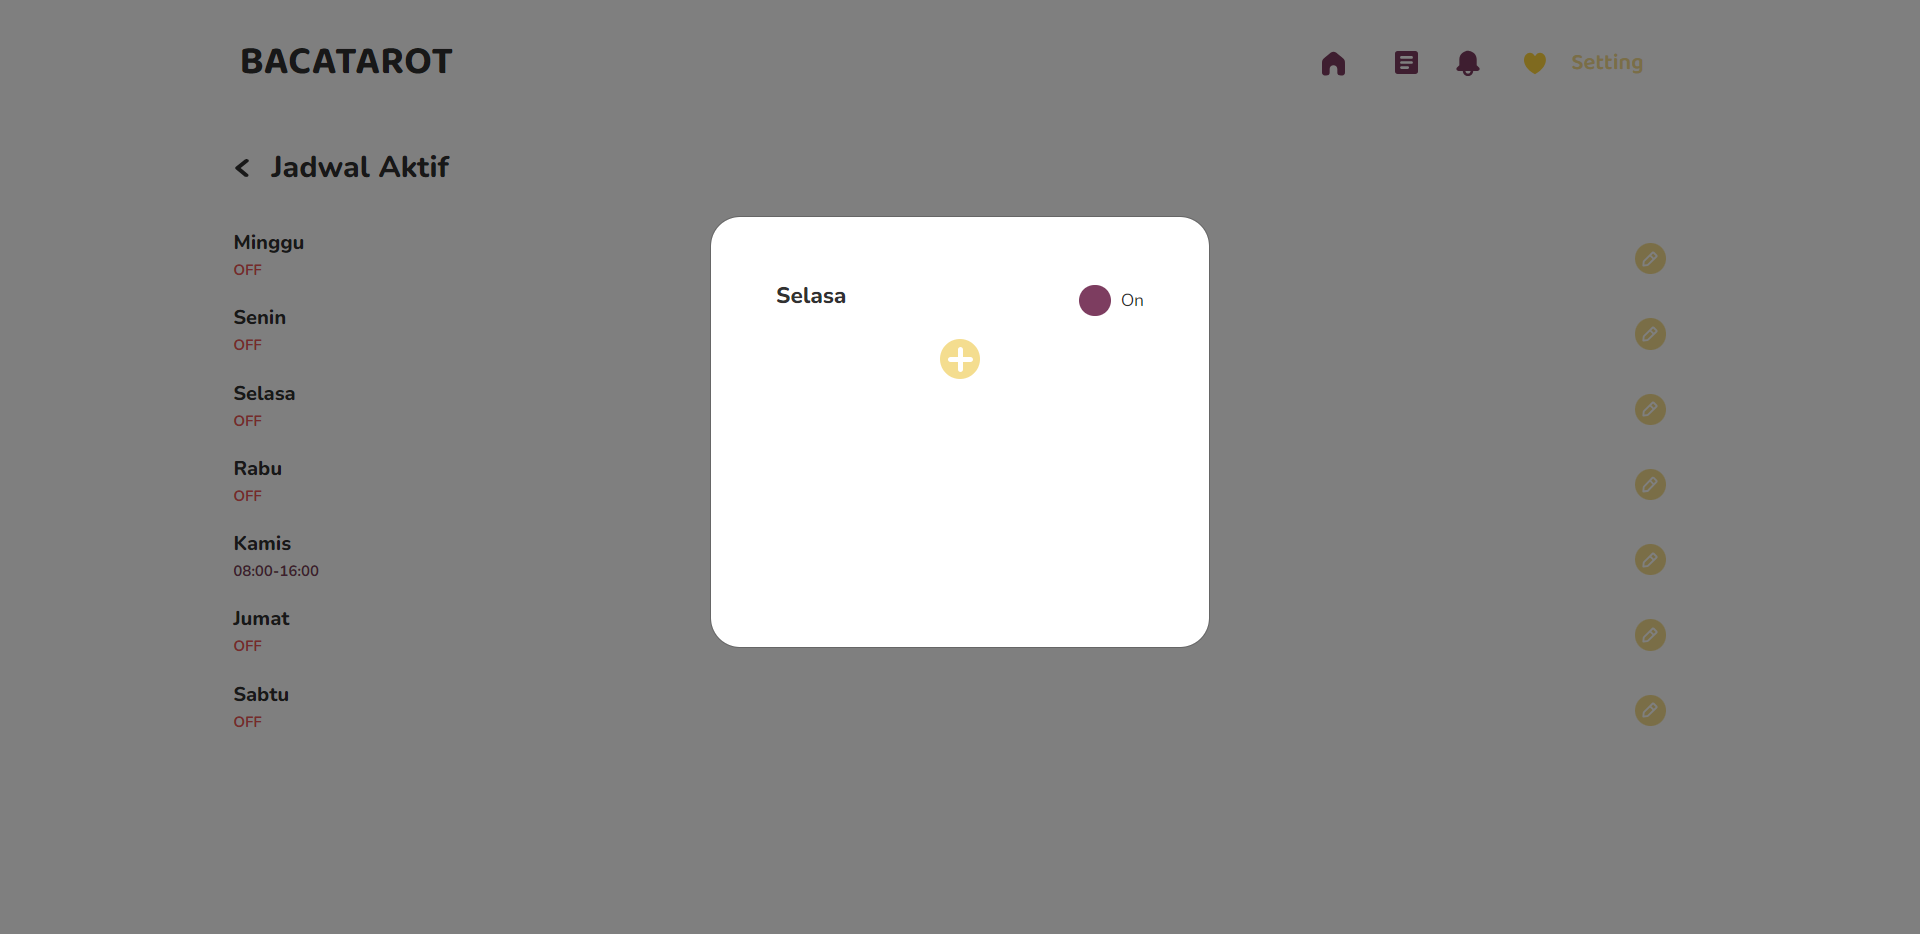 BACATAROT
Setting
Jadwal Aktif
Minggu
OFF
Senin
OFF
Selasa
OFF
Rabu
OFF
Kamis
08:00-16:00
Jumat
OFF
Sabtu
OFF
Selasa
On